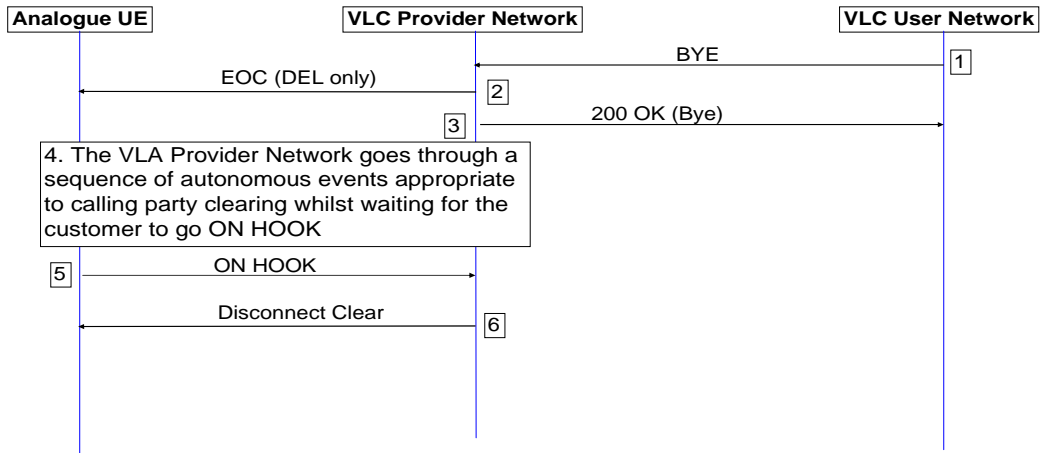 Analogue UE
VLC Provider Network
VLC User Network
BYE
1
EOC (DEL only)
2
200 OK (Bye)
3
4. The VLA Provider Network goes through a
sequence of autonomous events appropriate
to calling party clearing whilst waiting for the
customer to go ON HOOK
ON HOOK
5
Disconnect Clear
6